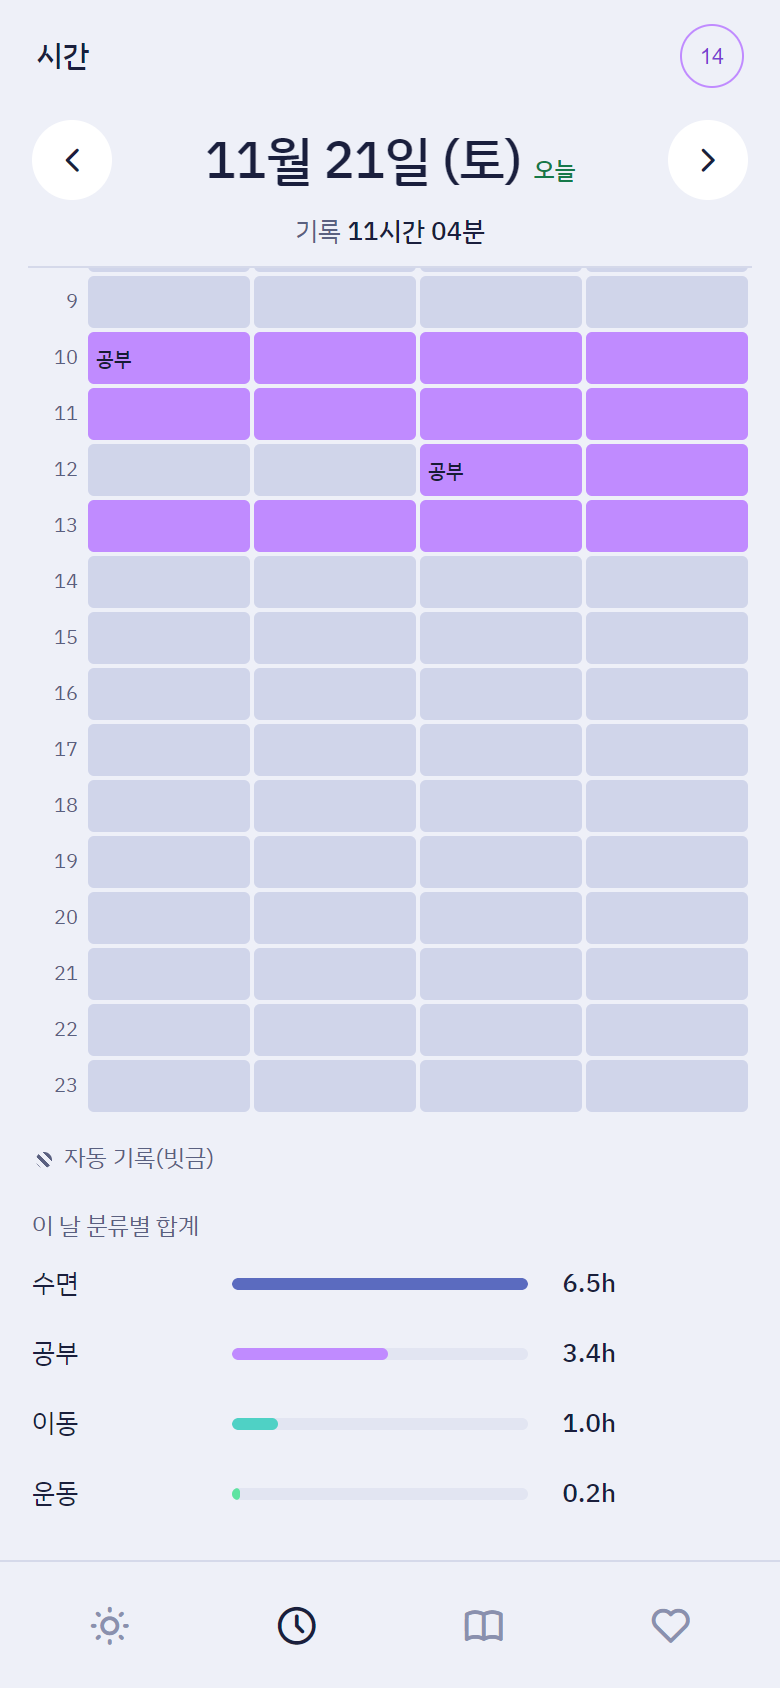 시간
14
11월 21일 (토) 오늘
기록 11시간 04분
9
10 공부
11
12 공부
13
14
15
16
17
18
19
20
21
22
23
자동 기록(빗금)
이 날 분류별 합계
수면 6.5h
공부 3.4h
이동 1.0h
운동 0.2h